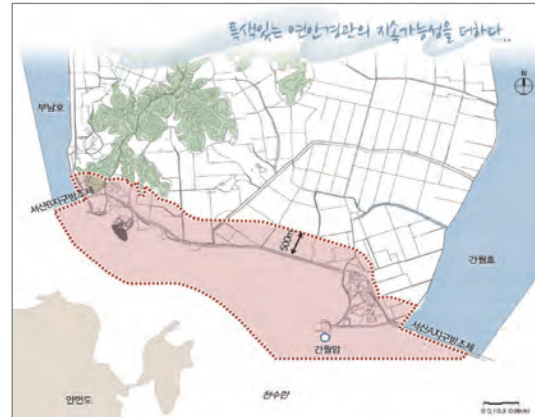 특색있는 연안경관의 지속가능성을 더하다..
N
부남호
서산B지구방조제
500m
간월호
서산A지구방조제
간월암
안면도
천수만